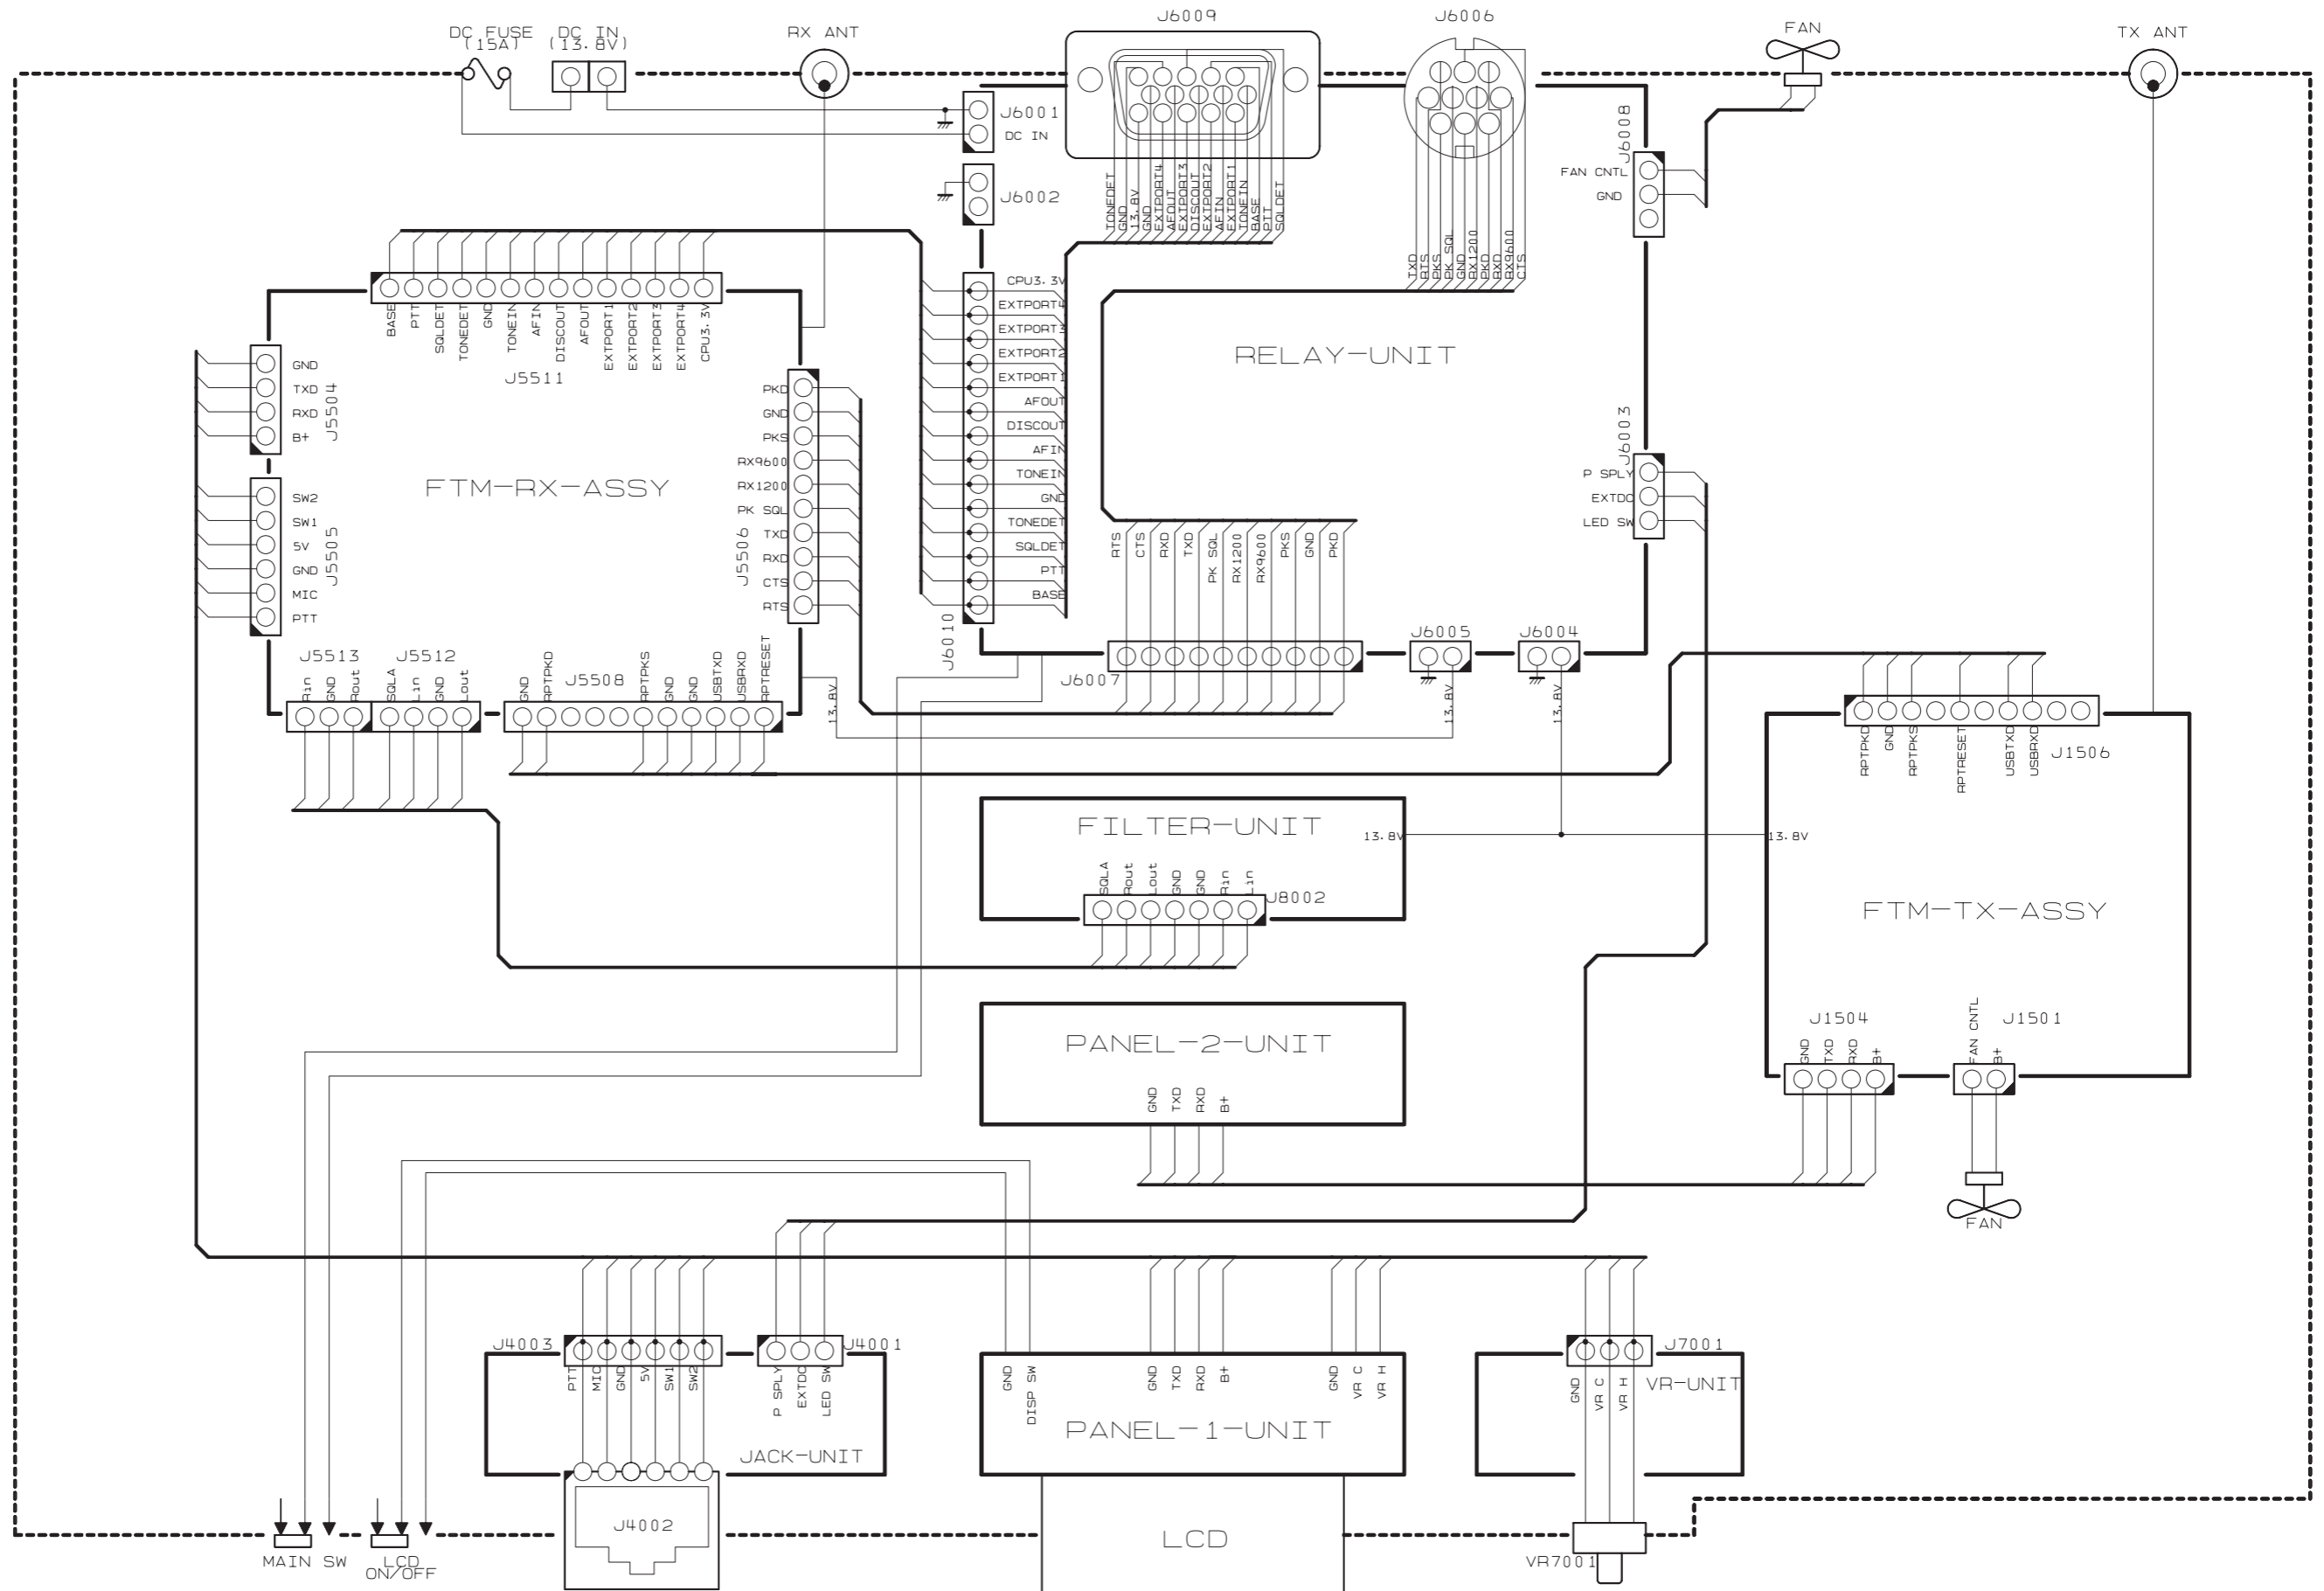 DC FUSE
(15A)
DC IN
(13.8V)
RX ANT
J6009
J6006
FAN
TX ANT
J6001
DC IN
J6002
TONEDET
GND
13.8V
GND
EXTPORT4
AFOUT
EXTPORT3
DISCOUT
EXTPORT2
AFIN
EXTPORT1
TONEIN
BASE
PTT
SQLDET
TXD
RTS
PKS
PK SQL
GND
RX1200
PKD
RXD
RX9600
CTS
J6008
FAN CNTL
GND
BASE
PTT
SQLDET
TONEDET
GND
TONEIN
AFIN
DISCOUT
AFOUT
EXTPORT1
EXTPORT2
EXTPORT3
EXTPORT4
CPU3.3V
J5511
GND
TXD
RXD
B+
J5504
SW2
SW1
5V
GND
MIC
PTT
J5505
FTM-RX-ASSY
PKD
GND
PKS
RX9600
RX1200
PK SQL
TXD
RXD
CTS
RTS
J5506
CPU3.3V
EXTPORT4
EXTPORT3
EXTPORT2
EXTPORT1
AFOUT
DISCOUT
AFIN
TONEIN
GND
TONEDET
SQLDET
PTT
BASE
J6010
RELAY-UNIT
J6003
P SPLY
EXTDC
LED SW
RTS
CTS
RXD
TXD
PK SQL
RX1200
RX9600
PKS
GND
PKD
J6007
J6005
J6004
13.8V
13.8V
13.8V
J5513
Rin
GND
Rout
J5512
SQLA
Lin
GND
Lout
J5508
GND
RPTPKD
RPTPKS
GND
GND
USBTXD
USBRXD
RPTRESET
RPTPKD
GND
RPTPKS
RPTRESET
USBTXD
USBRXD
J1506
FILTER-UNIT
13.8V
13.8V
SQLA
Rout
Lout
GND
GND
Rin
Lin
J8002
FTM-TX-ASSY
PANEL-2-UNIT
GND
TXD
RXD
B+
J1504
GND
TXD
RXD
B+
J1501
FAN CNTL
B+
FAN
J4003
PTT
MIC
GND
5V
SW1
SW2
J4001
P SPLY
EXTDC
LED SW
JACK-UNIT
J4002
GND
DISP SW
GND
TXD
RXD
B+
GND
VR C
VR H
PANEL-1-UNIT
LCD
J7001
GND
VR C
VR H
VR-UNIT
VR7001
MAIN SW
LCD
ON/OFF